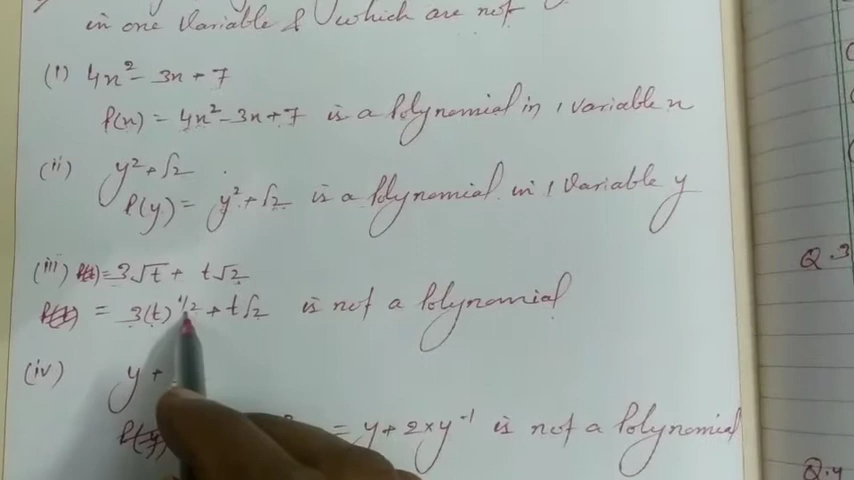 in one variable & which are not
(i) 4x² - 3x + 7
P(x) = 4x² - 3x + 7 is a Polynomial in 1 variable x
(ii) y² + √2
P(y) = y² + √2 is a Polynomial in 1 variable y
(iii) = 3√t + t√2
= 3(t)^1/2 + t√2 is not a Polynomial
(iv) y +
= y + 2×y⁻¹ is not a Polynomial
Q.3
Q.4